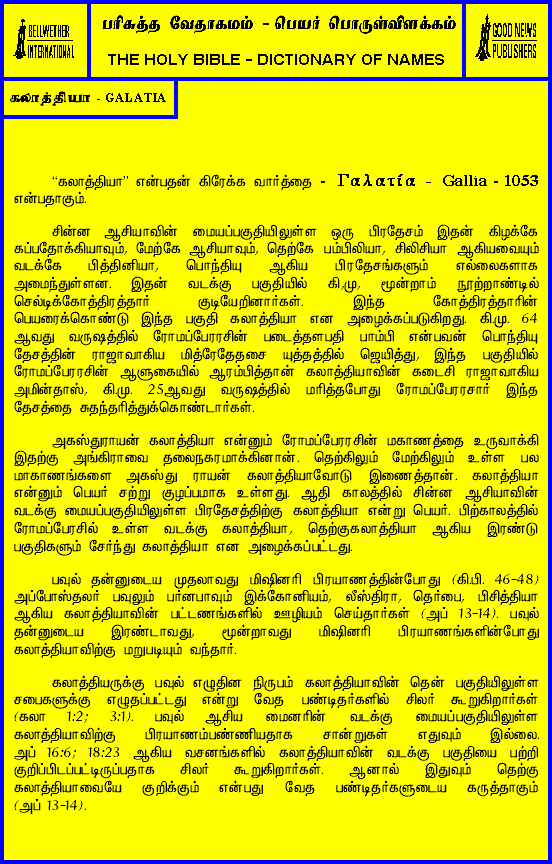 BELLWETHER
INTERNATIONAL
பரிசுத்த வேதாகமம் - பெயர் பொருள்விளக்கம்
THE HOLY BIBLE - DICTIONARY OF NAMES
GOOD NEWS
PUBLISHERS
கலாத்தியா - GALATIA
“கலாத்தியா” என்பதன் கிரேக்க வார்த்தை - Γαλατία - Gallia - 1053
என்பதாகும்.
சின்ன ஆசியாவின் மையப்பகுதியிலுள்ள ஒரு பிரதேசம் இதன் கிழக்கே
கப்பதோக்கியாவும், மேற்கே ஆசியாவும், தெற்கே பம்பிலியா, சிலிசியா ஆகியவையும்
வடக்கே பித்தினியா, பொந்தியு ஆகிய பிரதேசங்களும் எல்லைகளாக
அமைந்துள்ளன. இதன் வடக்கு பகுதியில் கி.மு, மூன்றாம் நூற்றாண்டில்
செல்டிக்கோத்திரத்தார் குடியேறினார்கள். இந்த கோத்திரத்தாரின்
பெயரைக்கொண்டு இந்த பகுதி கலாத்தியா என அழைக்கப்படுகிறது. கி.மு. 64
ஆவது வருஷத்தில் ரோமப்பேரரசின் படைத்தளபதி பாம்பி என்பவன் பொந்தியு
தேசத்தின் ராஜாவாகிய மித்ரேதேதசை யுத்தத்தில் ஜெயித்து, இந்த பகுதியில்
ரோமப்பேரரசின் ஆளுகையில் ஆரம்பித்தான் கலாத்தியாவின் கடைசி ராஜாவாகிய
அமின்தாஸ், கி.மு. 25ஆவது வருஷத்தில் மரித்தபோது ரோமப்பேரரசார் இந்த
தேசத்தை சுதந்தரித்துக்கொண்டார்கள்.
அகஸ்துராயன் கலாத்தியா என்னும் ரோமப்பேரரசின் மகாணத்தை உருவாக்கி
இதற்கு அங்கிராவை தலைநகரமாக்கினான். தெற்கிலும் மேற்கிலும் உள்ள பல
மாகாணங்களை அகஸ்து ராயன் கலாத்தியாவோடு இணைத்தான். கலாத்தியா
என்னும் பெயர் சற்று குழப்பமாக உள்ளது. ஆதி காலத்தில் சின்ன ஆசியாவின்
வடக்கு மையப்பகுதியிலுள்ள பிரதேசத்திற்கு கலாத்தியா என்று பெயர். பிற்காலத்தில்
ரோமப்பேரசில் உள்ள வடக்கு கலாத்தியா, தெற்குகலாத்தியா ஆகிய இரண்டு
பகுதிகளும் சேர்ந்து கலாத்தியா என அழைக்கப்பட்டது.
பவுல் தன்னுடைய முதலாவது மிஷினரி பிரயாணத்தின்போது (கி.பி. 46-48)
அப்போஸ்தலர் பவுலும் பர்னபாவும் இக்கோனியம், லீஸ்திரா, தெர்பை, பிசித்தியா
ஆகிய கலாத்தியாவின் பட்டணங்களில் ஊழியம் செய்தார்கள் (அப் 13-14). பவுல்
தன்னுடைய இரண்டாவது, மூன்றாவது மிஷினரி பிரயாணங்களின்போது
கலாத்தியாவிற்கு மறுபடியும் வந்தார்.
கலாத்தியருக்கு பவுல் எழுதின நிருபம் கலாத்தியாவின் தென் பகுதியிலுள்ள
சபைகளுக்கு எழுதப்பட்டது என்று வேத பண்டிதர்களில் சிலர் கூறுகிறார்கள்
(கலா 1:2; 3:1). பவுல் ஆசிய மைனரின் வடக்கு மையப்பகுதியிலுள்ள
கலாத்தியாவிற்கு பிரயாணம்பண்ணியதாக சான்றுகள் எதுவும் இல்லை.
அப் 16:6; 18:23 ஆகிய வசனங்களில் கலாத்தியாவின் வடக்கு பகுதியை பற்றி
குறிப்பிடப்பட்டிருப்பதாக சிலர் கூறுகிறார்கள். ஆனால் இதுவும் தெற்கு
கலாத்தியாவையே குறிக்கும் என்பது வேத பண்டிதர்களுடைய கருத்தாகும்
(அப் 13-14).